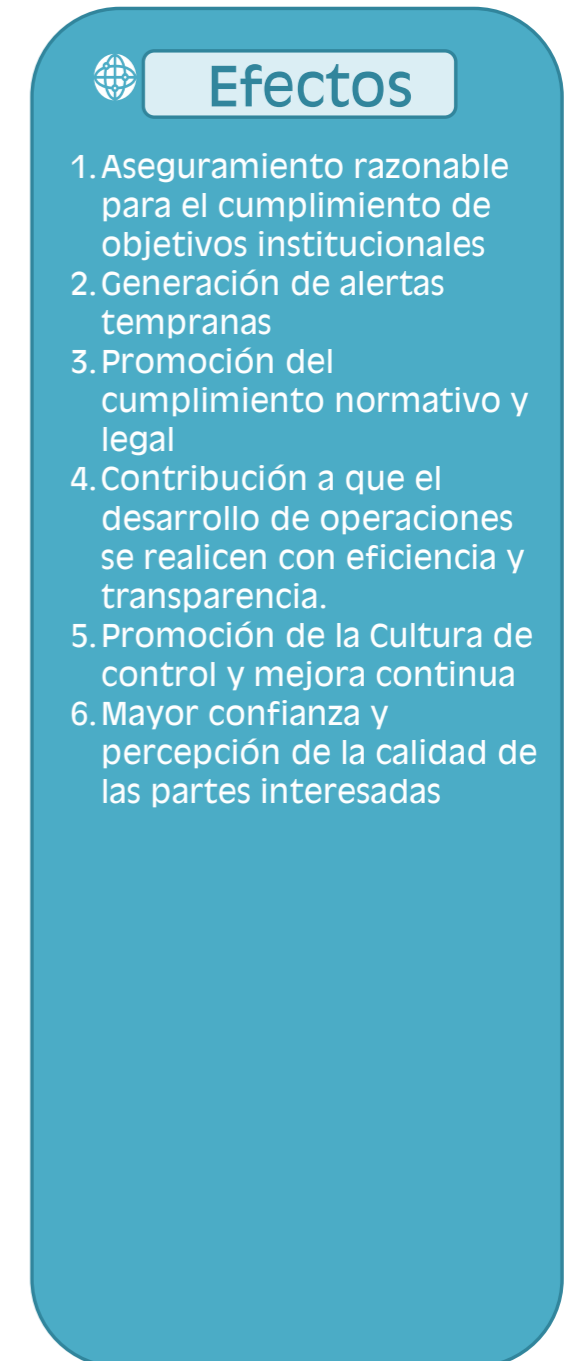 Efectos
1. Aseguramiento razonable
para el cumplimiento de
objetivos institucionales
2. Generación de alertas
tempranas
3. Promoción del
cumplimiento normativo y
legal
4. Contribución a que el
desarrollo de operaciones
se realicen con eficiencia y
transparencia.
5. Promoción de la Cultura de
control y mejora continua
6. Mayor confianza y
percepción de la calidad de
las partes interesadas